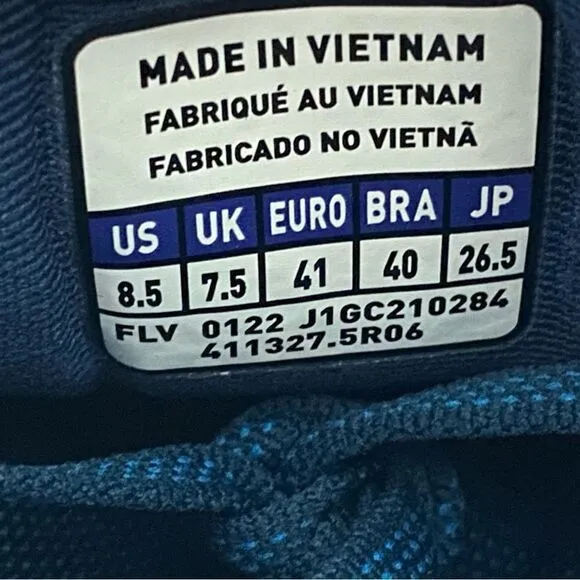 MADE IN VIETNAM
FABRIQUÉ AU VIETNAM
FABRICADO NO VIETNÃ
US UK EURO BRA JP
8.5 7.5 41 40 26.5
FLV 0122 J1GC210284
411327.5R06